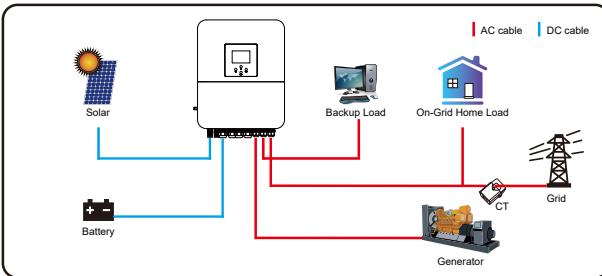 AC cable
DC cable
Solar
Backup Load
On-Grid Home Load
CT
Grid
Battery
Generator